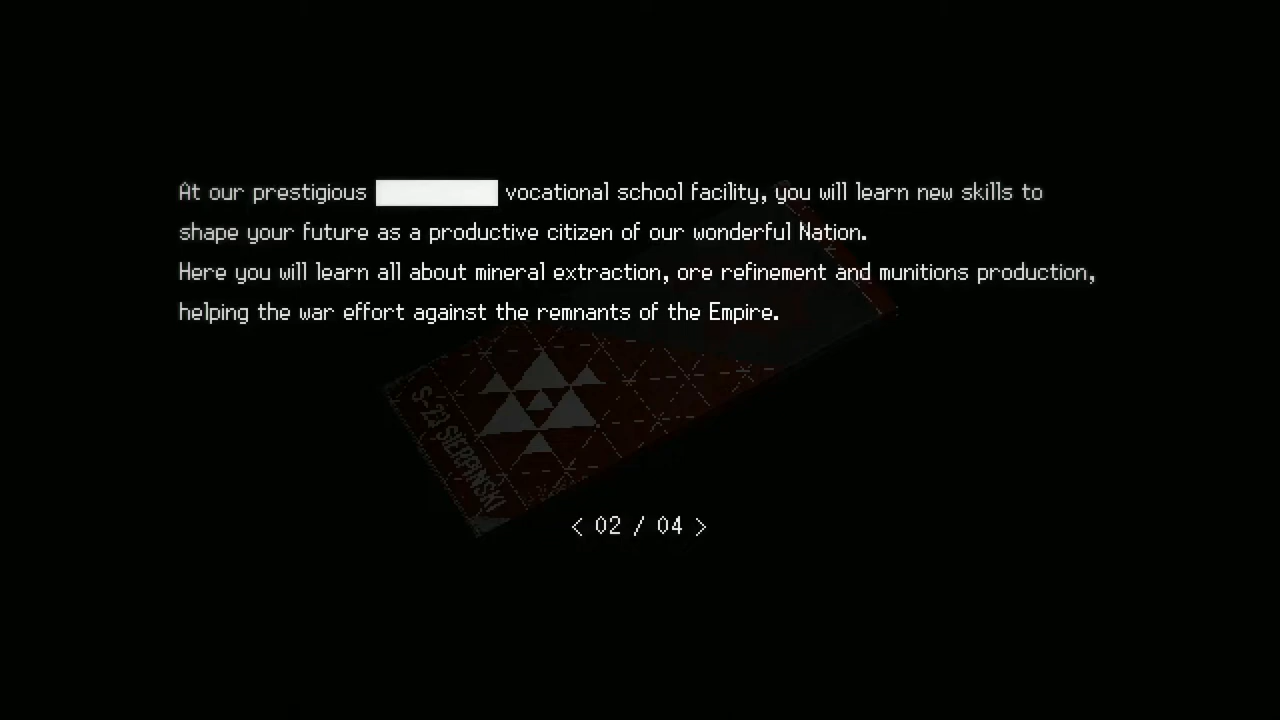 At our prestigious vocational school facility, you will learn new skills to
shape your future as a productive citizen of our wonderful Nation.
Here you will learn all about mineral extraction, ore refinement and munitions production,
helping the war effort against the remnants of the Empire.
S-23 SIERPINSKI
< 02 / 04 >